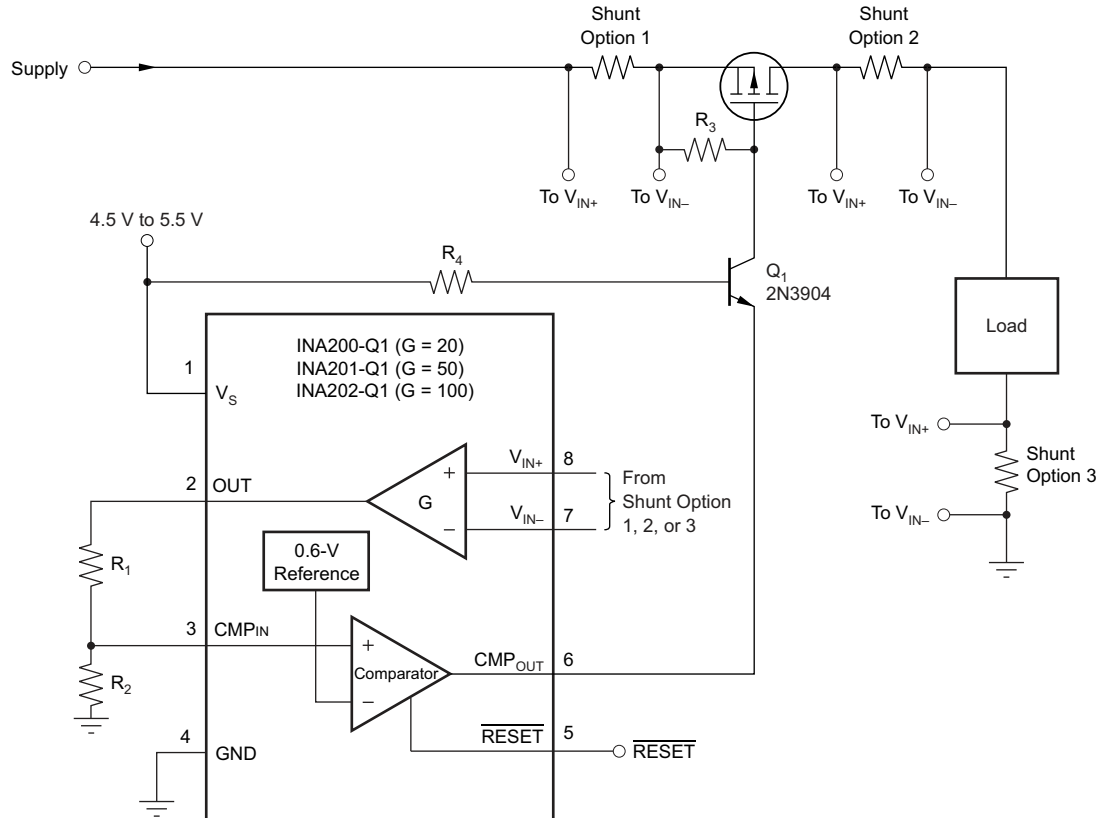 Shunt
Option 1
Shunt
Option 2
Supply
R3
To VIN+
To VIN–
To VIN+
To VIN–
4.5 V to 5.5 V
R4
Q1
2N3904
Load
INA200-Q1 (G = 20)
INA201-Q1 (G = 50)
INA202-Q1 (G = 100)
1
VS
2
OUT
G
+
–
VIN+
8
VIN–
7
From
Shunt Option
1, 2, or 3
To VIN+
Shunt
Option 3
To VIN–
0.6-V
Reference
R1
3
CMPIN
+
Comparator
–
CMPOUT
6
R2
4
GND
RESET
5
RESET